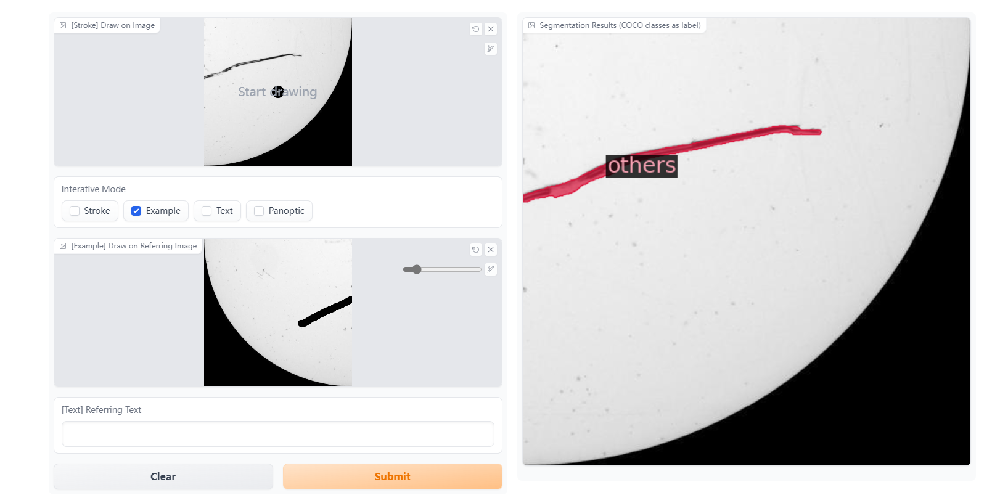 [Stroke] Draw on Image
Start drawing
Interative Mode
Stroke
Example
Text
Panoptic
[Example] Draw on Referring Image
[Text] Referring Text
Clear
Submit
Segmentation Results (COCO classes as label)
others